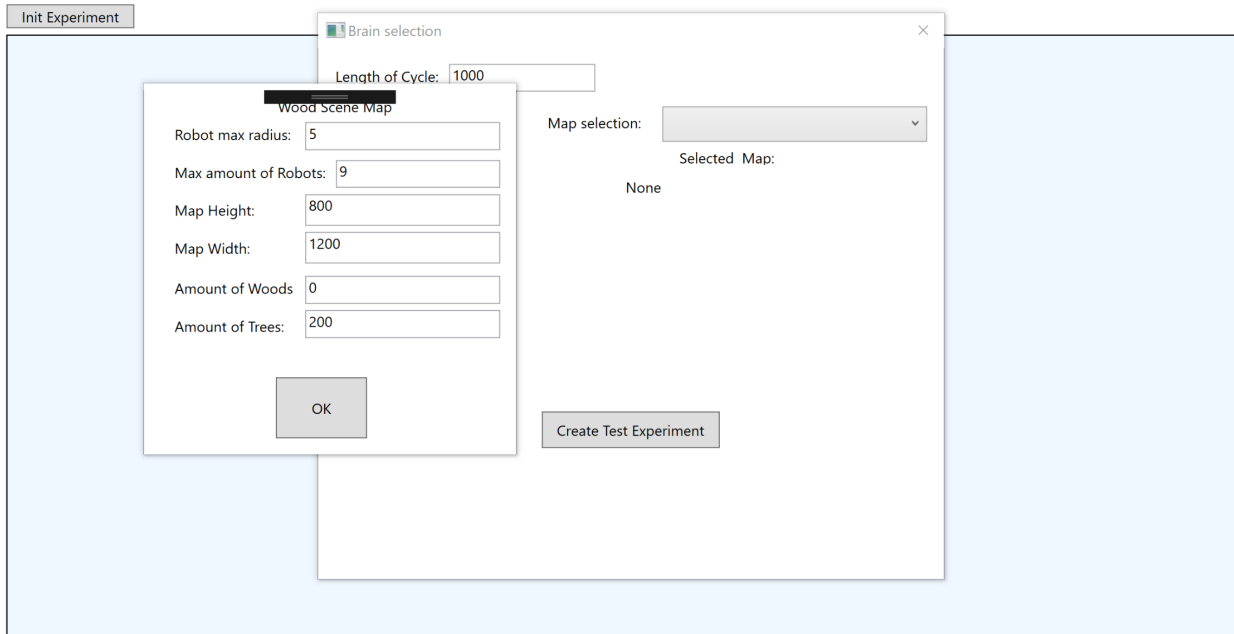 Init Experiment
Brain selection
Length of Cycle: 1000
Wood Scene Map
Robot max radius: 5
Max amount of Robots: 9
Map Height: 800
Map Width: 1200
Amount of Woods 0
Amount of Trees: 200
OK
Map selection:
Selected Map:
None
Create Test Experiment